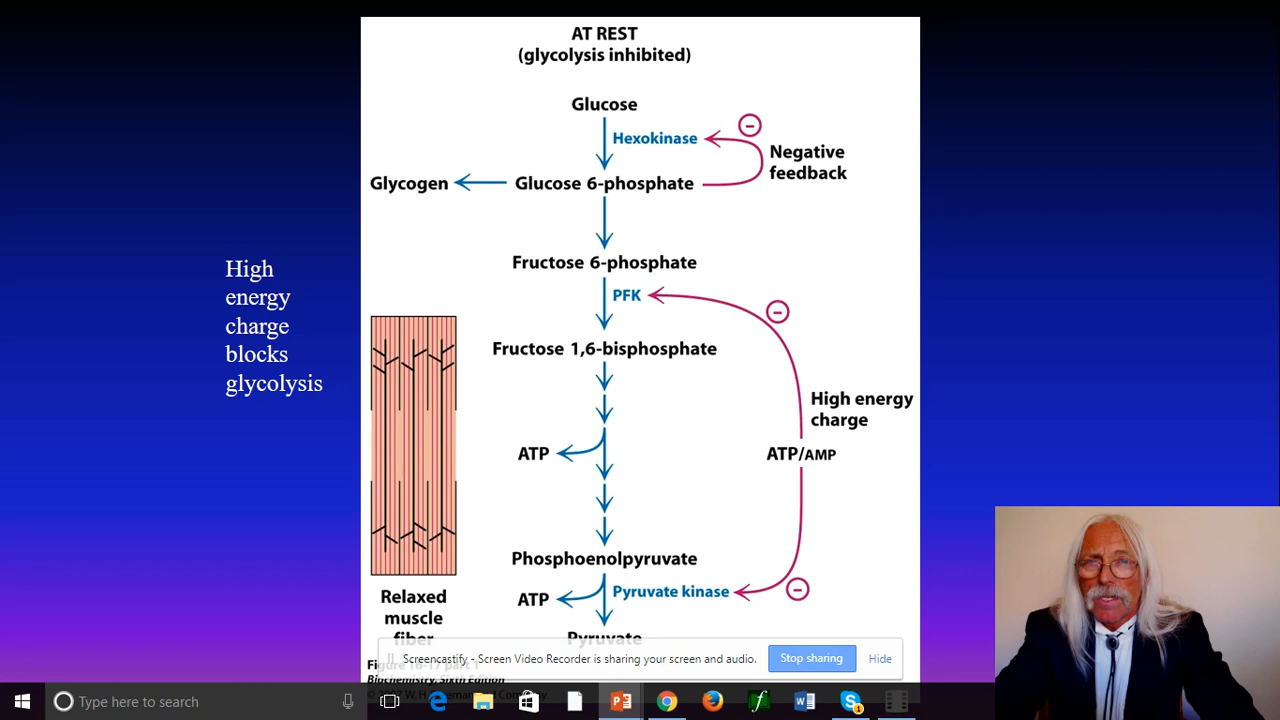 AT REST
(glycolysis inhibited)
Glucose
Hexokinase
−
Negative
feedback
Glycogen
Glucose 6-phosphate
Fructose 6-phosphate
PFK
−
High
energy
charge
blocks
glycolysis
Fructose 1,6-bisphosphate
High energy
charge
ATP
ATP/AMP
Phosphoenolpyruvate
ATP
Pyruvate kinase
−
Relaxed
muscle
fiber
Pyruvate
Screencastify - Screen Video Recorder is sharing your screen and audio.
Stop sharing
Hide
Biochemistry, Sixth Edition
Type here to search